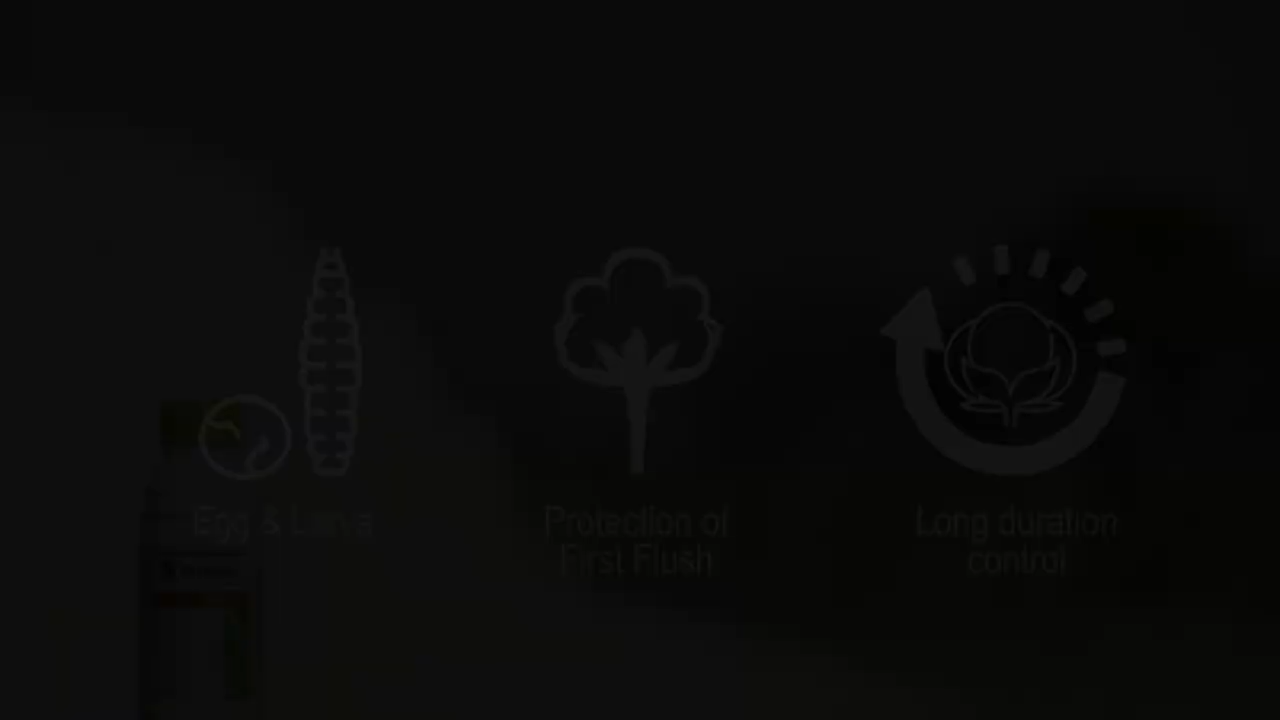 Egg & Larva
Protection of
First Flush
Long duration
control